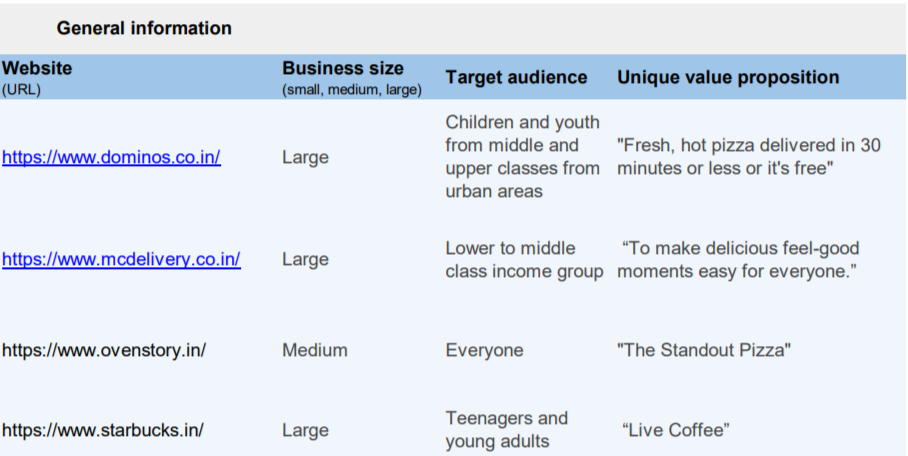 General information
Website
(URL)
Business size
(small, medium, large)
Target audience
Unique value proposition
https://www.dominos.co.in/
Large
Children and youth
from middle and
upper classes from
urban areas
"Fresh, hot pizza delivered in 30
minutes or less or it's free"
https://www.mcdelivery.co.in/
Large
Lower to middle
class income group
“To make delicious feel-good
moments easy for everyone.”
https://www.ovenstory.in/
Medium
Everyone
"The Standout Pizza"
https://www.starbucks.in/
Large
Teenagers and
young adults
“Live Coffee”